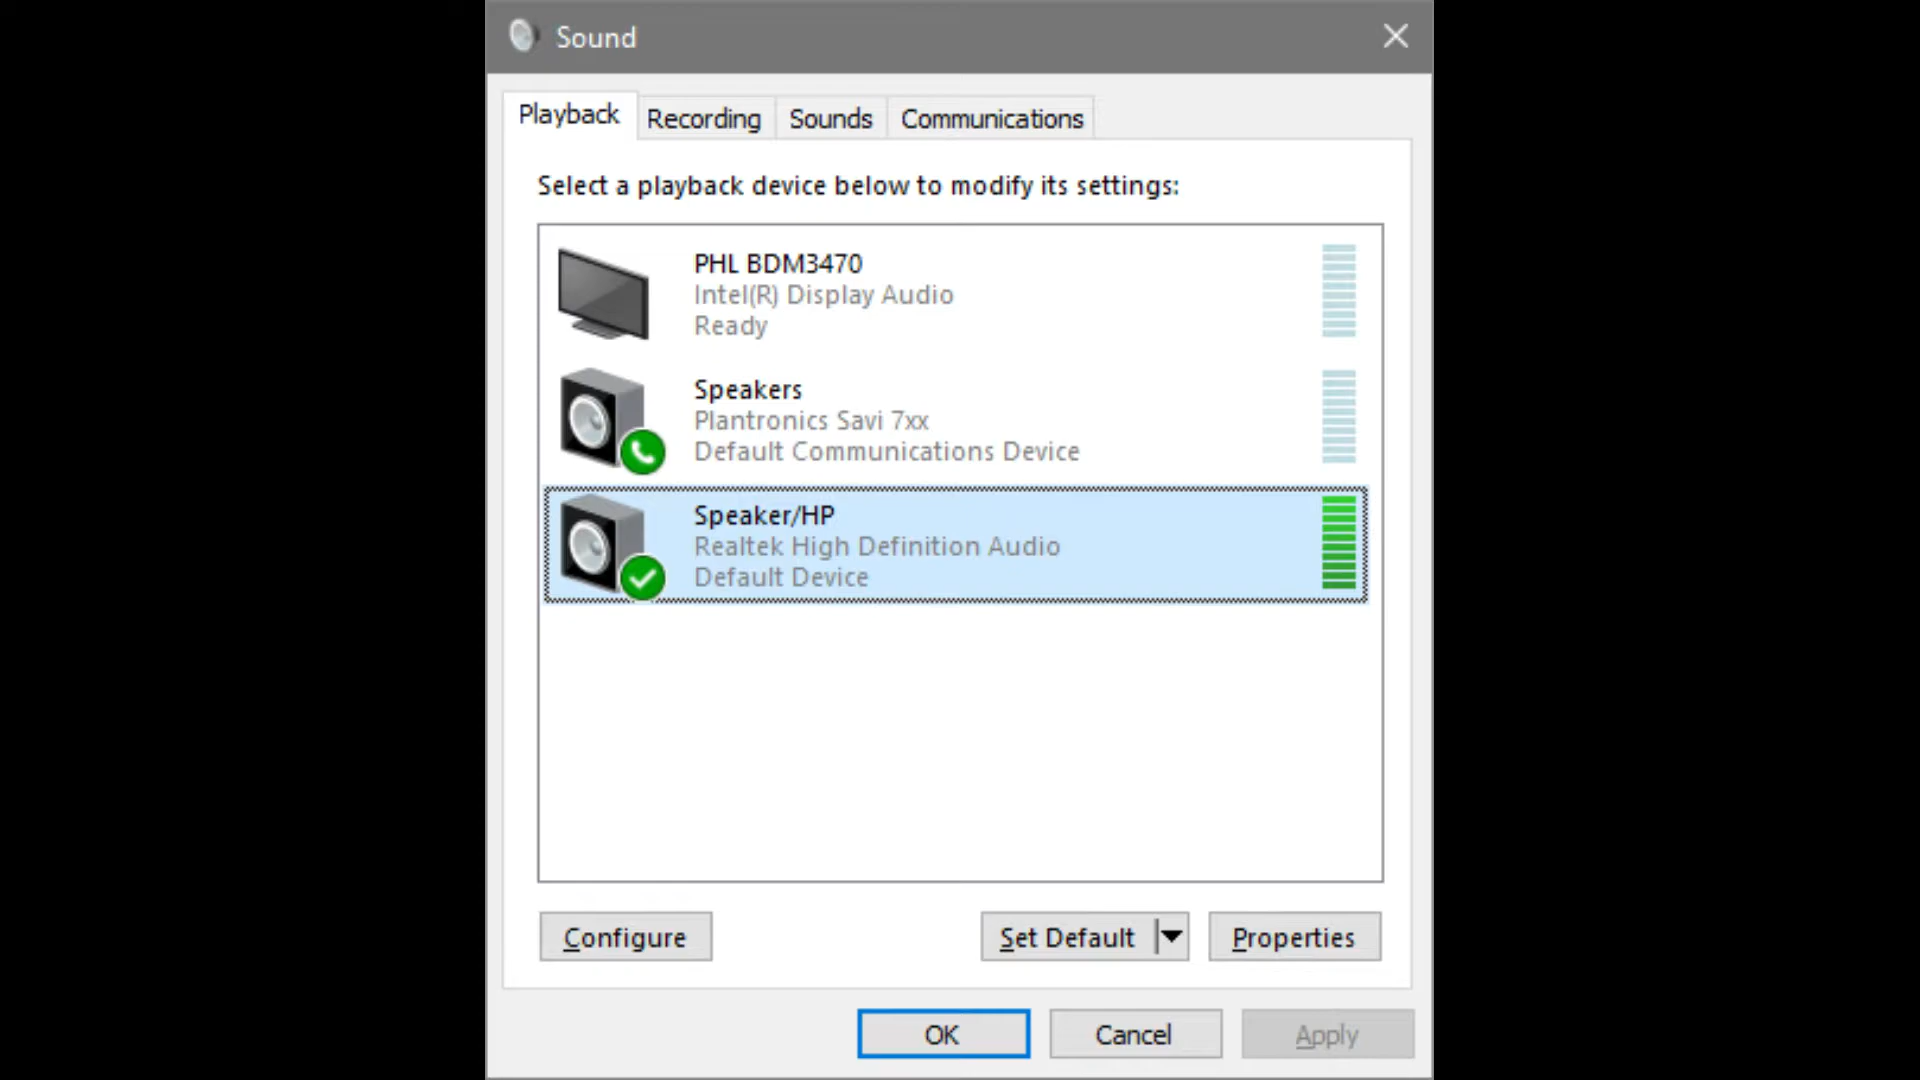 Sound
Playback
Recording
Sounds
Communications
Select a playback device below to modify its settings:
PHL BDM3470
Intel(R) Display Audio
Ready
Speakers
Plantronics Savi 7xx
Default Communications Device
Speaker/HP
Realtek High Definition Audio
Default Device
Configure
Set Default
Properties
OK
Cancel
Apply